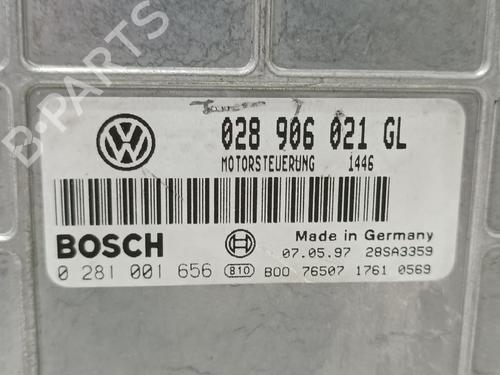 028 906 021 GL
MOTORSTEUERUNG 1446
BOSCH
Made in Germany
07.05.97 28SA3359
0 281 001 656 B10 B00 76507 1761 0569